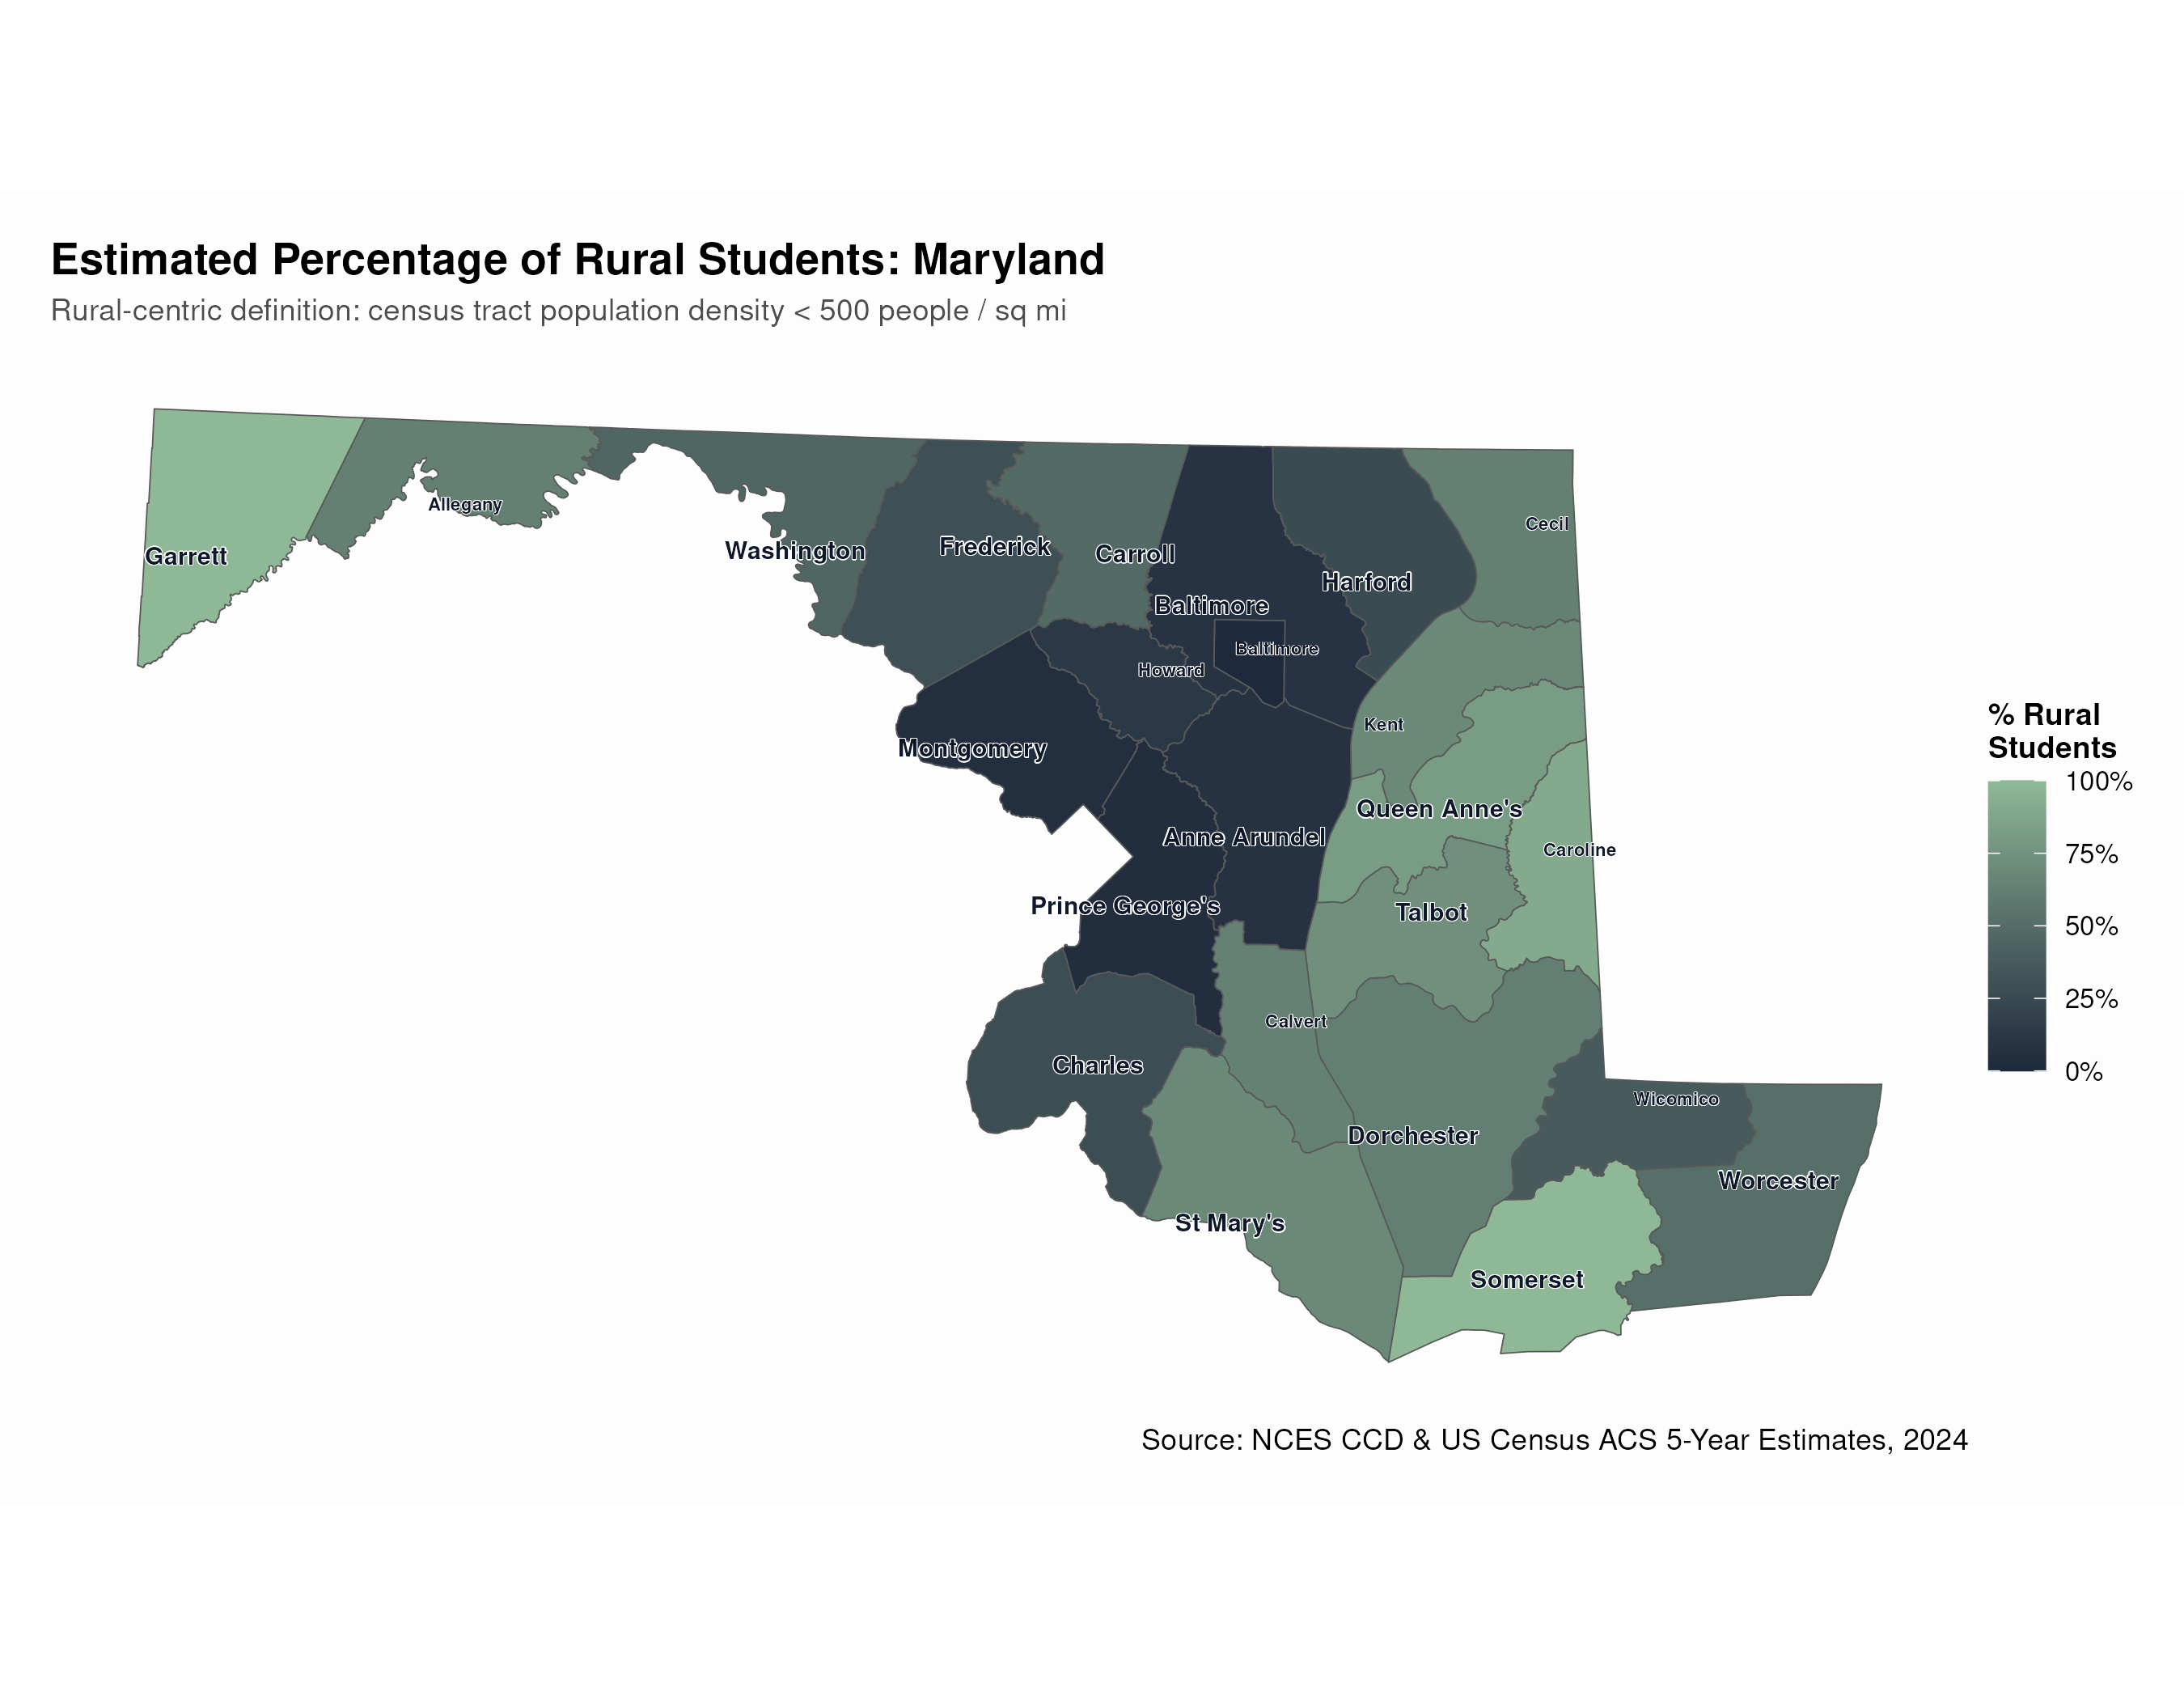 Estimated Percentage of Rural Students: Maryland
Rural-centric definition: census tract population density < 500 people / sq mi
Allegany
Cecil
Garrett
Washington
Frederick
Carroll
Harford
Baltimore
Baltimore
Howard
Kent
Montgomery
Queen Anne's
Anne Arundel
Caroline
Prince George's
Talbot
Calvert
Charles
Wicomico
Dorchester
Worcester
St Mary's
Somerset
% Rural
Students
100%
75%
50%
25%
0%
Source: NCES CCD & US Census ACS 5-Year Estimates, 2024